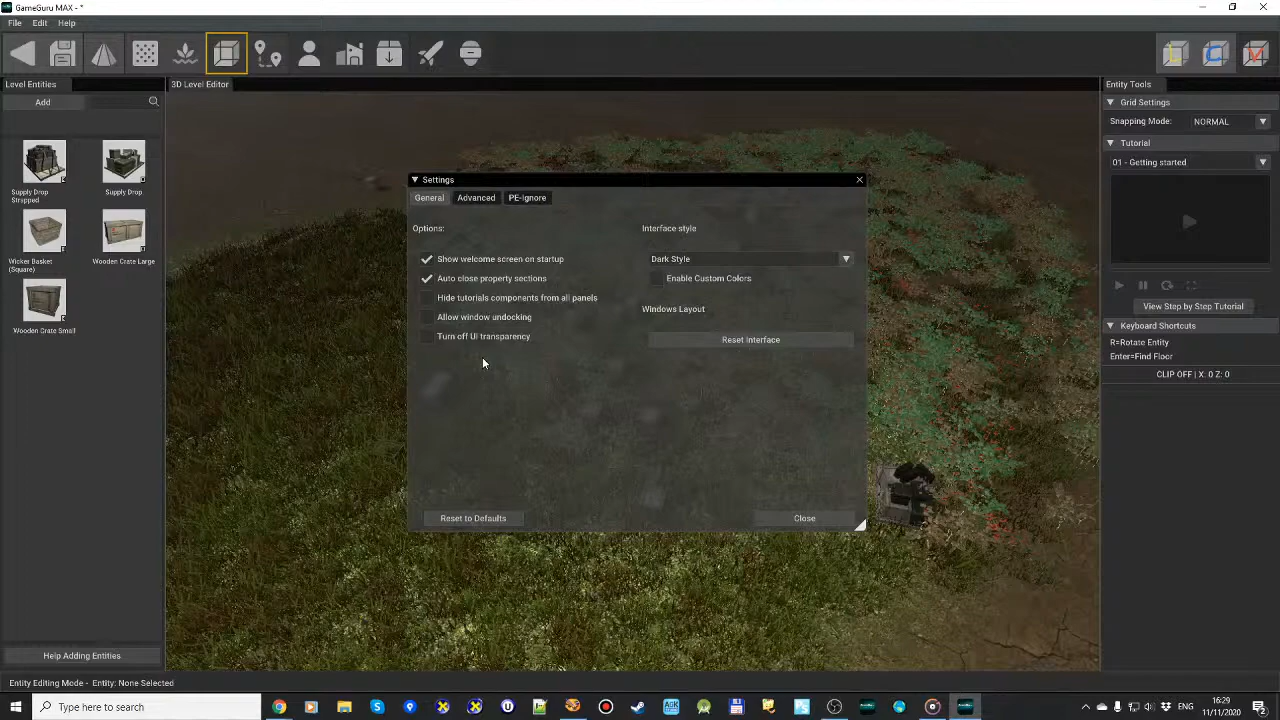 GameGuru MAX - *
File Edit Help
Level Entities
3D Level Editor
Entity Tools
Add
Grid Settings
Snapping Mode: NORMAL
Tutorial
01 - Getting started
Supply Drop
Strapped
Supply Drop
Wicker Basket
(Square)
Wooden Crate Large
Wooden Crate Small
View Step by Step Tutorial
Keyboard Shortcuts
R=Rotate Entity
Enter=Find Floor
CLIP OFF | X: 0 Z: 0
Settings
General Advanced PE-Ignore
Options:
Interface style
Show welcome screen on startup
Dark Style
Auto close property sections
Enable Custom Colors
Hide tutorials components from all panels
Windows Layout
Allow window undocking
Turn off UI transparency
Reset Interface
Reset to Defaults
Close
Help Adding Entities
Entity Editing Mode - Entity: None Selected
Type here to search
ENG
16:29
11/11/2020